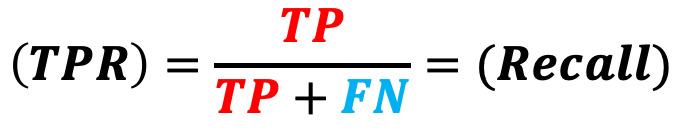 (TPR) = TP / TP + FN = (Recall)